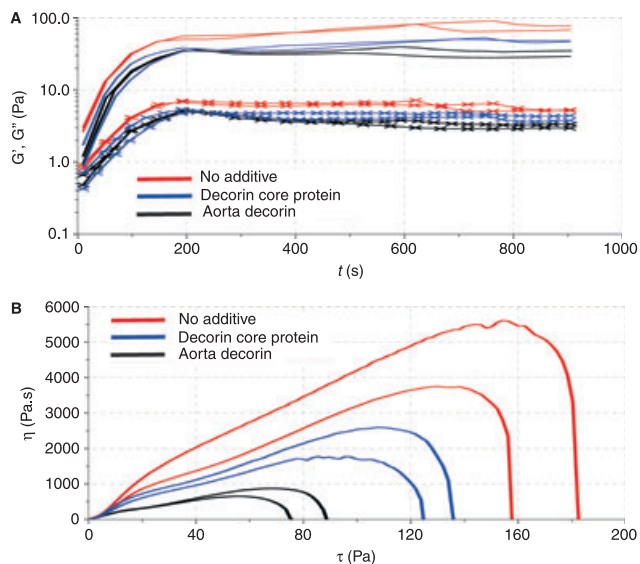 A
100.0
10.0
1.0
0.1
G', G" (Pa)
No additive
Decorin core protein
Aorta decorin
0 200 400 600 800 1000
t (s)
B
6000
5000
4000
3000
2000
1000
0
η (Pa.s)
No additive
Decorin core protein
Aorta decorin
0 40 80 120 160 200
τ (Pa)